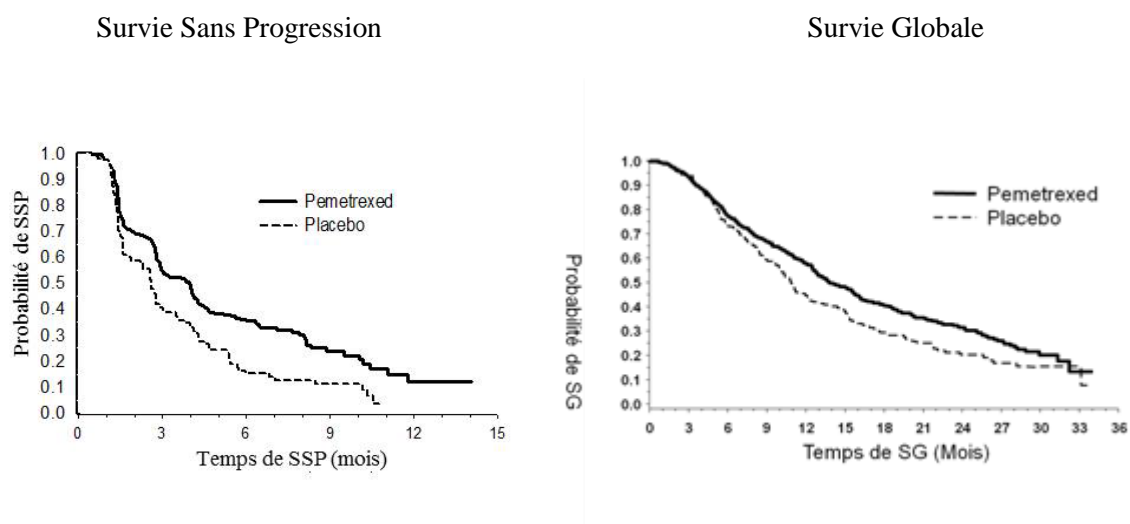 Survie Sans Progression
Survie Globale
Probabilité de SSP
1.0
0.9
0.8
0.7
0.6
0.5
0.4
0.3
0.2
0.1
0.0
Pemetrexed
Placebo
0 3 6 9 12 15
Temps de SSP (mois)
Probabilité de SG
1.0
0.9
0.8
0.7
0.6
0.5
0.4
0.3
0.2
0.1
0.0
Pemetrexed
Placebo
0 3 6 9 12 15 18 21 24 27 30 33 36
Temps de SG (Mois)